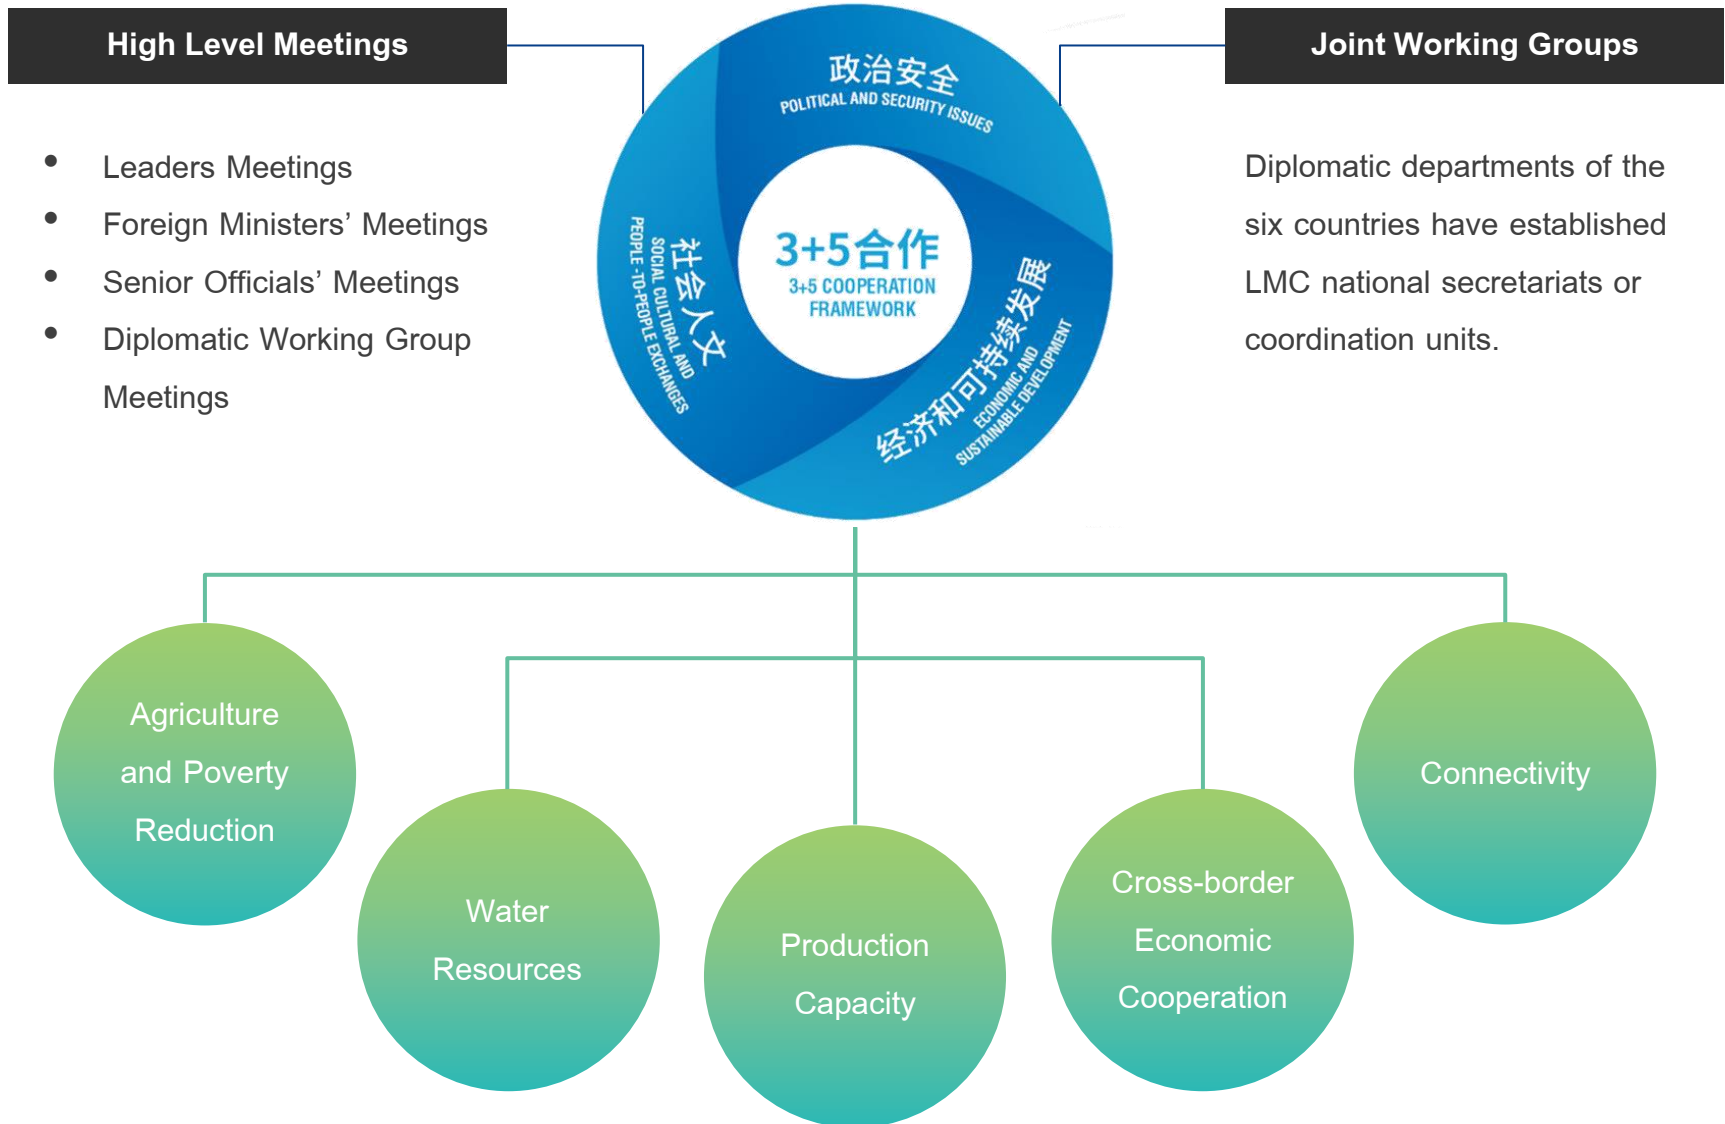 High Level Meetings
• Leaders Meetings
• Foreign Ministers’ Meetings
• Senior Officials’ Meetings
• Diplomatic Working Group
Meetings
政治安全
POLITICAL AND SECURITY ISSUES
社会人文
SOCIAL CULTURAL AND
PEOPLE -TO-PEOPLE EXCHANGES
3+5合作
3+5 COOPERATION
FRAMEWORK
经济和可持续发展
ECONOMIC AND
SUSTAINABLE DEVELOPMENT
Joint Working Groups
Diplomatic departments of the
six countries have established
LMC national secretariats or
coordination units.
Agriculture
and Poverty
Reduction
Water
Resources
Production
Capacity
Cross-border
Economic
Cooperation
Connectivity